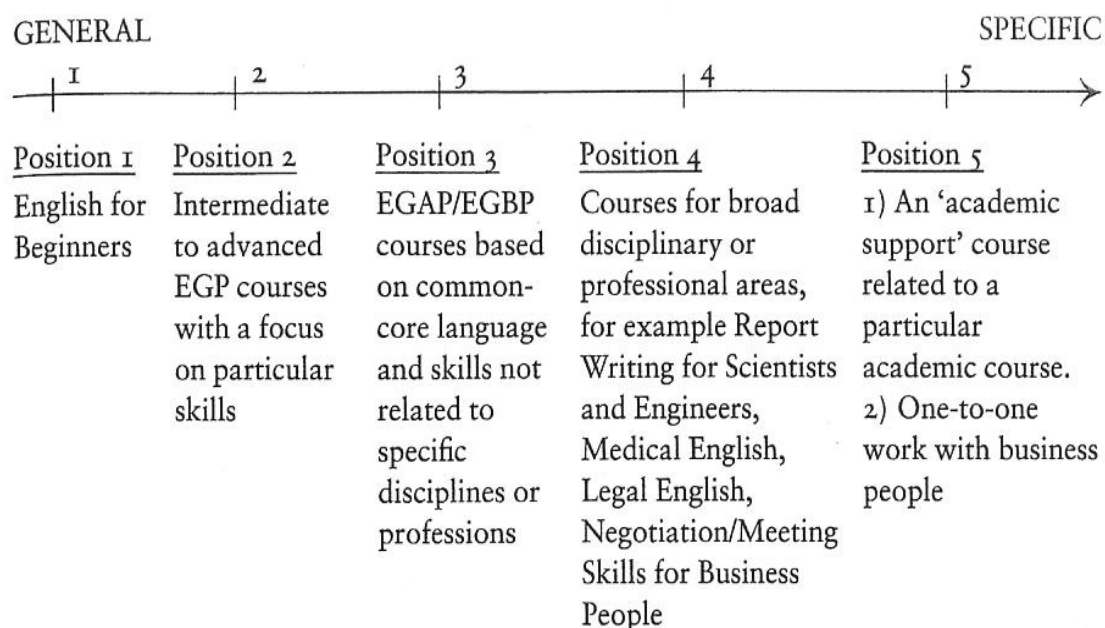 GENERAL SPECIFIC
1 2 3 4 5
Position 1
English for
Beginners
Position 2
Intermediate
to advanced
EGP courses
with a focus
on particular
skills
Position 3
EGAP/EGBP
courses based
on common-
core language
and skills not
related to
specific
disciplines or
professions
Position 4
Courses for broad
disciplinary or
professional areas,
for example Report
Writing for Scientists
and Engineers,
Medical English,
Legal English,
Negotiation/Meeting
Skills for Business
People
Position 5
1) An ‘academic
support’ course
related to a
particular
academic course.
2) One-to-one
work with business
people